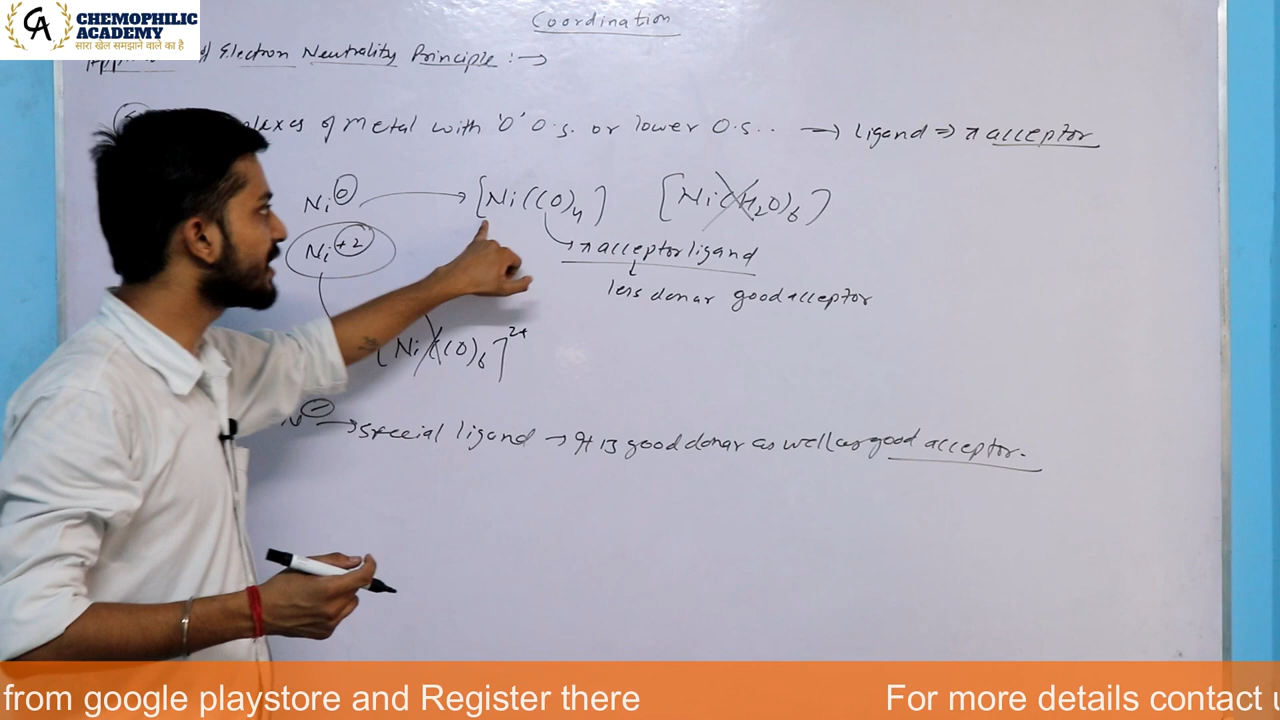 CHEMOPHILIC
ACADEMY
सारा खेल समझाने वाले का है
Coordination
Electron Neutrality Principle :→
of metal with '0' O.s. or lower O.s.. → Ligand ⇒ π acceptor
Ni⁰ → [Ni(CO)₄] [Ni(H₂O)₆]
Ni⁺² → π acceptor ligand
less donar good acceptor
[Ni(CO)₆]²⁺
→ special ligand → It is good donar as well as good acceptor.
from google playstore and Register there For more details contact